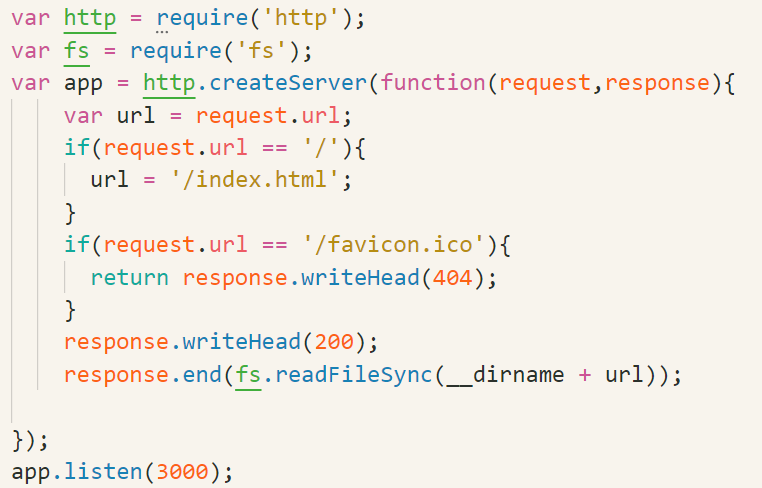 var http = require('http');
var fs = require('fs');
var app = http.createServer(function(request,response){
    var url = request.url;
    if(request.url == '/'){
      url = '/index.html';
    }
    if(request.url == '/favicon.ico'){
      return response.writeHead(404);
    }
    response.writeHead(200);
    response.end(fs.readFileSync(__dirname + url));
});
app.listen(3000);